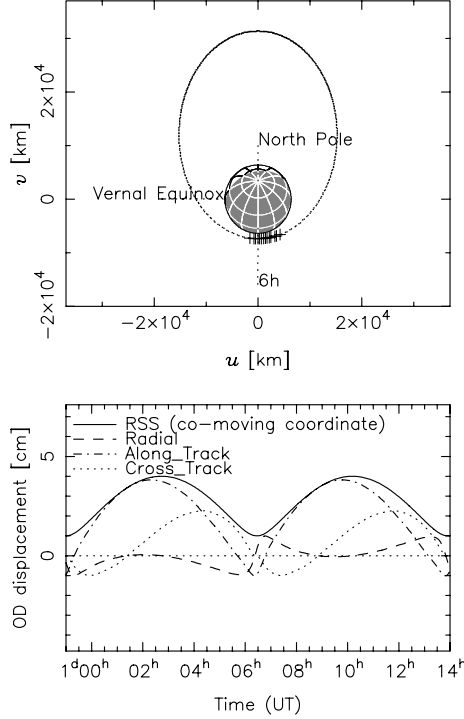 2×10⁴
North Pale
v [km]
Vernal Equinox
0
6h
−2×10⁴
−2×10⁴ 0 2×10⁴
u [km]
RSS (co−moving coordinate)
Radial
Along_Track
Cross_Track
5
OD displacement [cm]
0
1ᵈ00ʰ 02ʰ 04ʰ 06ʰ 08ʰ 10ʰ 12ʰ 14ʰ
Time (UT)